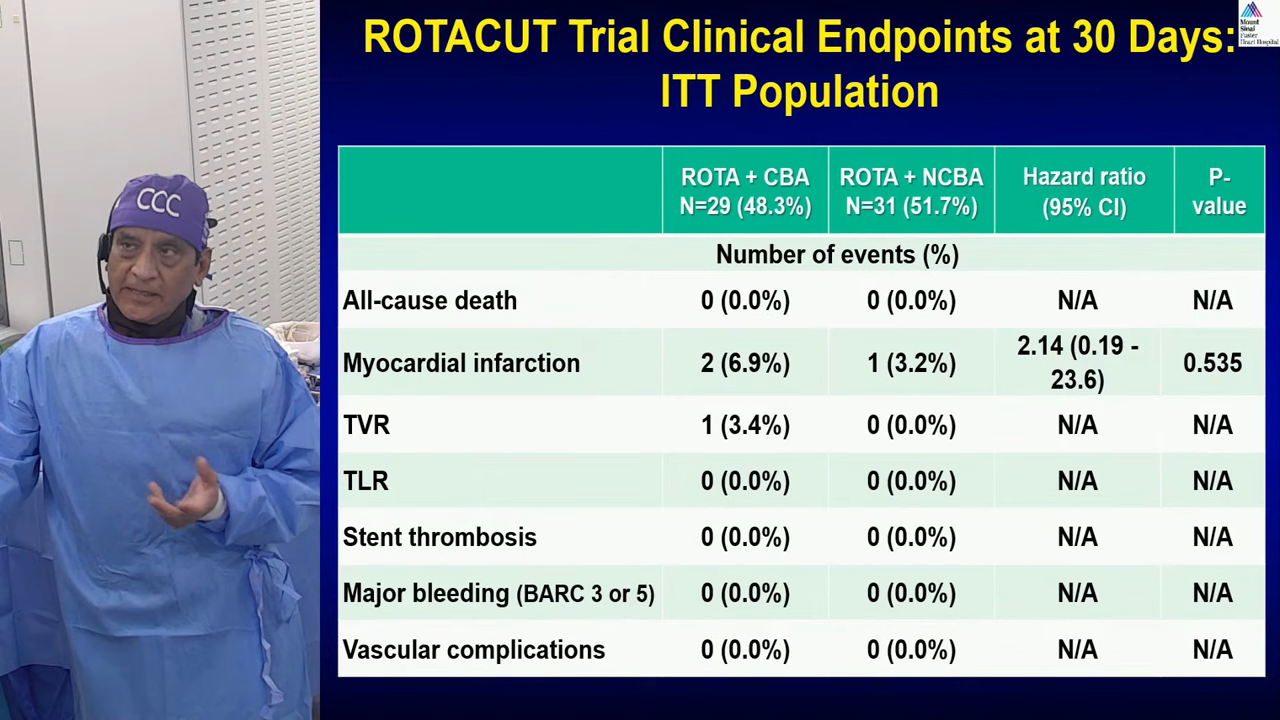 ROTACUT Trial Clinical Endpoints at 30 Days:
ITT Population
Mount
Sinai
Fuster
Heart Hospital
CCC
ROTA + CBA
N=29 (48.3%)
ROTA + NCBA
N=31 (51.7%)
Hazard ratio
(95% CI)
P-
value
Number of events (%)
All-cause death 0 (0.0%) 0 (0.0%) N/A N/A
Myocardial infarction 2 (6.9%) 1 (3.2%) 2.14 (0.19 -
23.6) 0.535
TVR 1 (3.4%) 0 (0.0%) N/A N/A
TLR 0 (0.0%) 0 (0.0%) N/A N/A
Stent thrombosis 0 (0.0%) 0 (0.0%) N/A N/A
Major bleeding (BARC 3 or 5) 0 (0.0%) 0 (0.0%) N/A N/A
Vascular complications 0 (0.0%) 0 (0.0%) N/A N/A